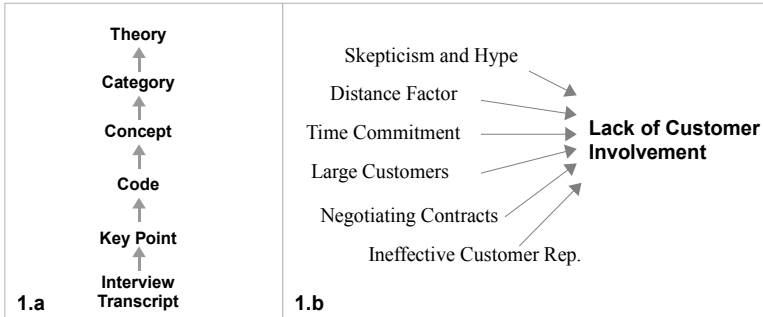 Theory
Category
Concept
Code
Key Point
Interview
Transcript
1.a
Skepticism and Hype
Distance Factor
Time Commitment
Large Customers
Negotiating Contracts
Ineffective Customer Rep.
Lack of Customer
Involvement
1.b